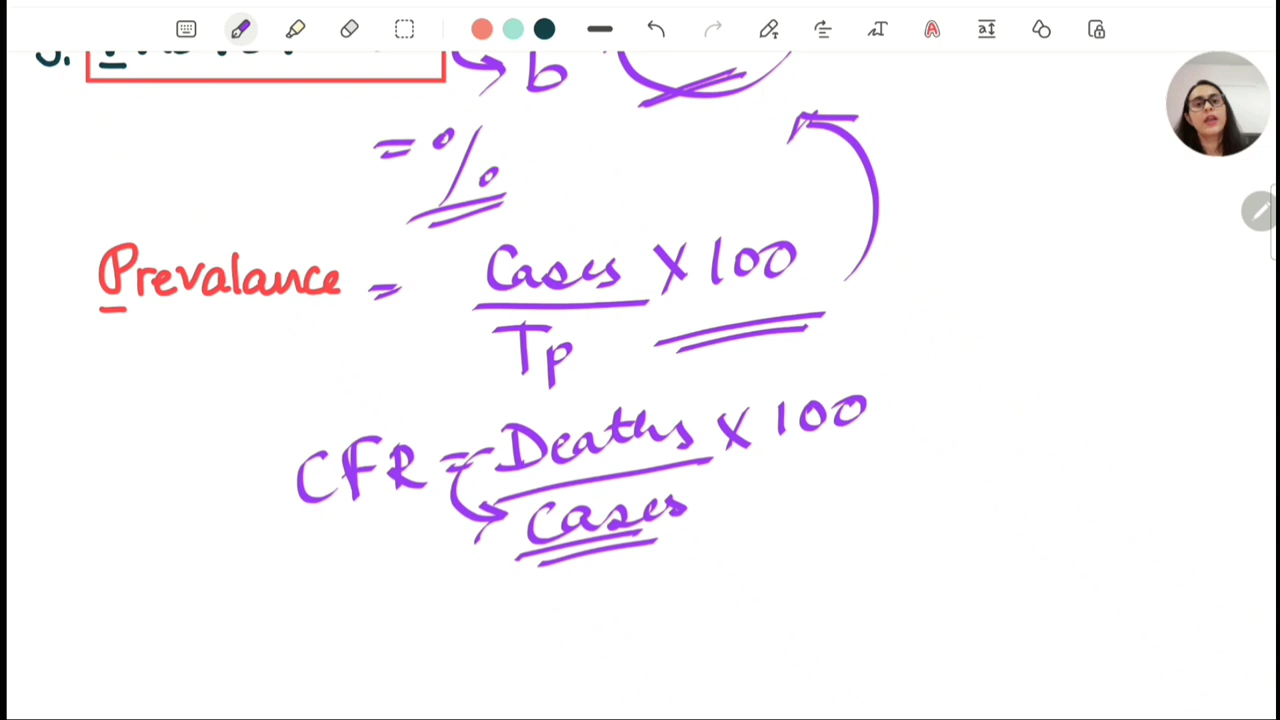 b
= %
Prevalance = Cases × 100
Tp
CFR = Deaths × 100
Cases